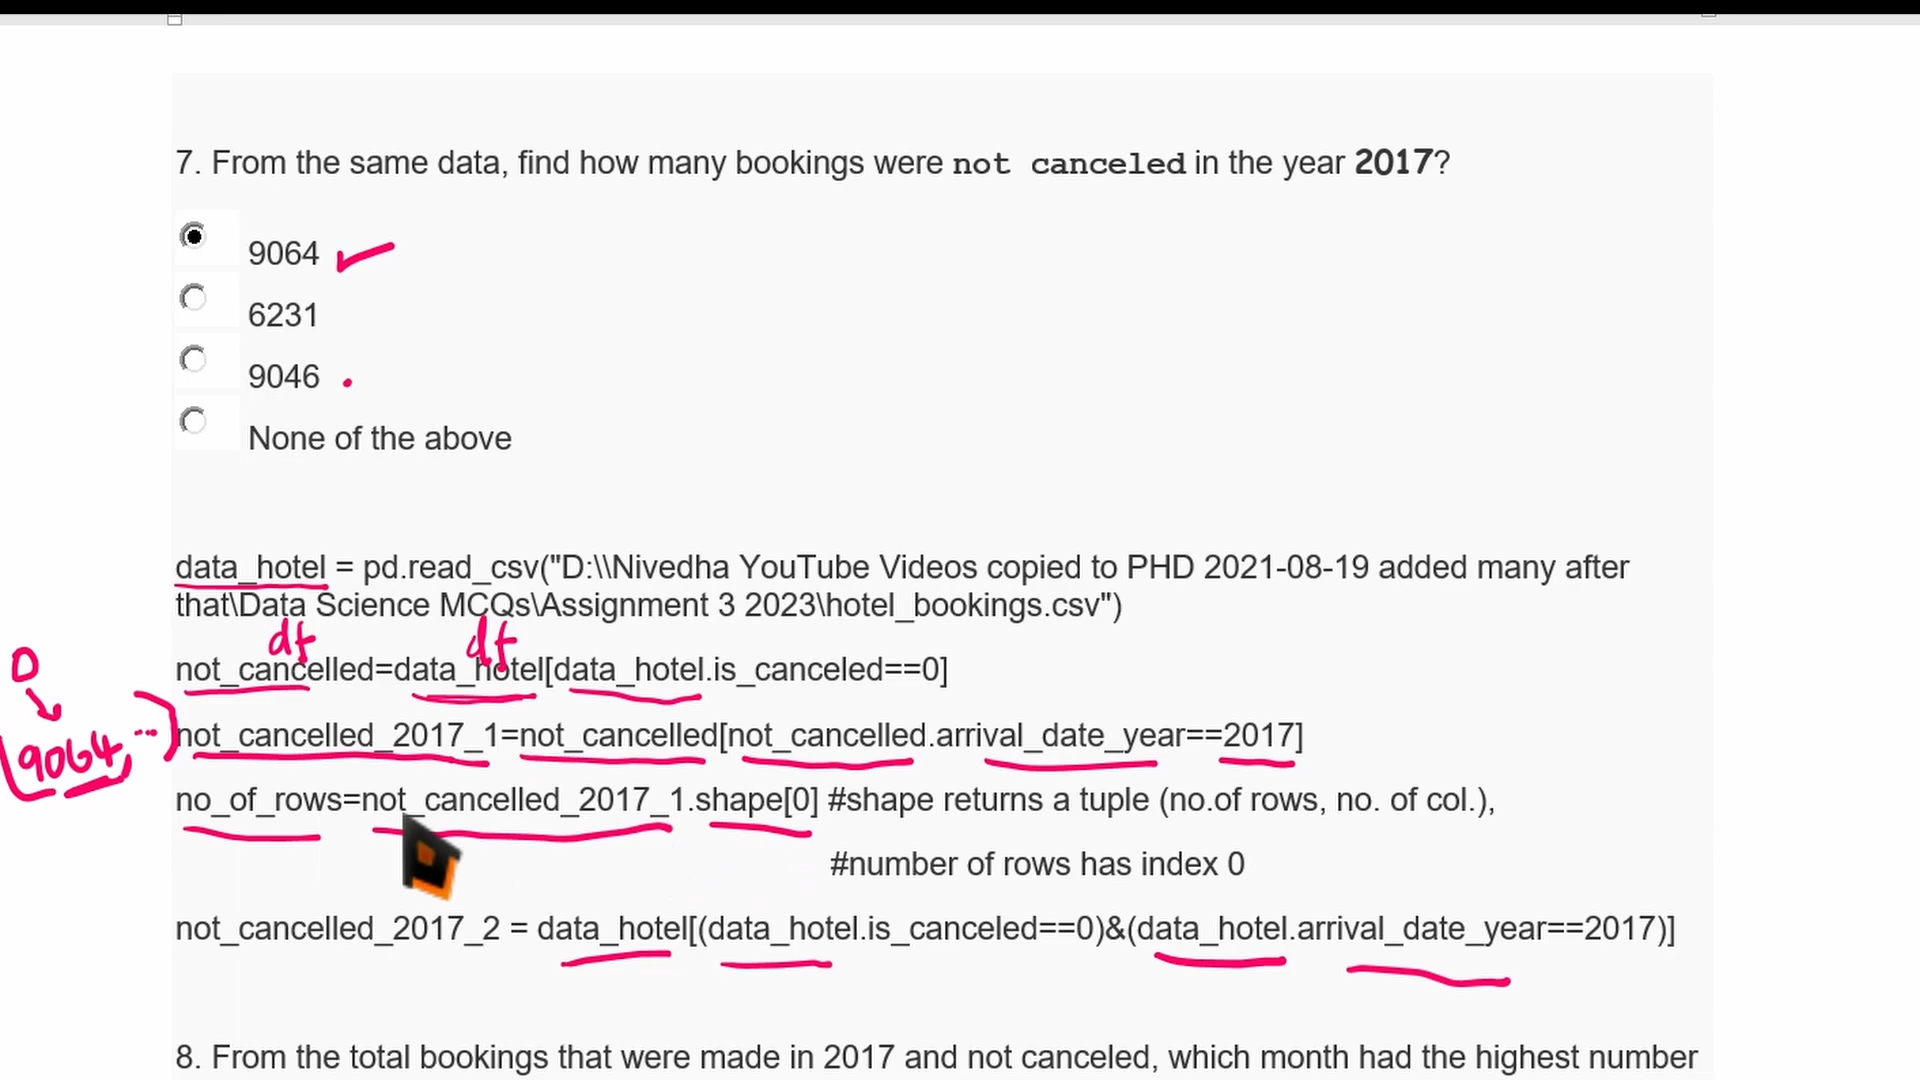 7. From the same data, find how many bookings were not canceled in the year 2017?
9064
6231
9046
None of the above
data_hotel = pd.read_csv("D:\\Nivedha YouTube Videos copied to PHD 2021-08-19 added many after
that\Data Science MCQs\Assignment 3 2023\hotel_bookings.csv")
df df
not_cancelled=data_hotel[data_hotel.is_canceled==0]
0
not_cancelled_2017_1=not_cancelled[not_cancelled.arrival_date_year==2017]
(9064, ...)
no_of_rows=not_cancelled_2017_1.shape[0] #shape returns a tuple (no.of rows, no. of col.),
#number of rows has index 0
not_cancelled_2017_2 = data_hotel[(data_hotel.is_canceled==0)&(data_hotel.arrival_date_year==2017)]
8. From the total bookings that were made in 2017 and not canceled, which month had the highest number